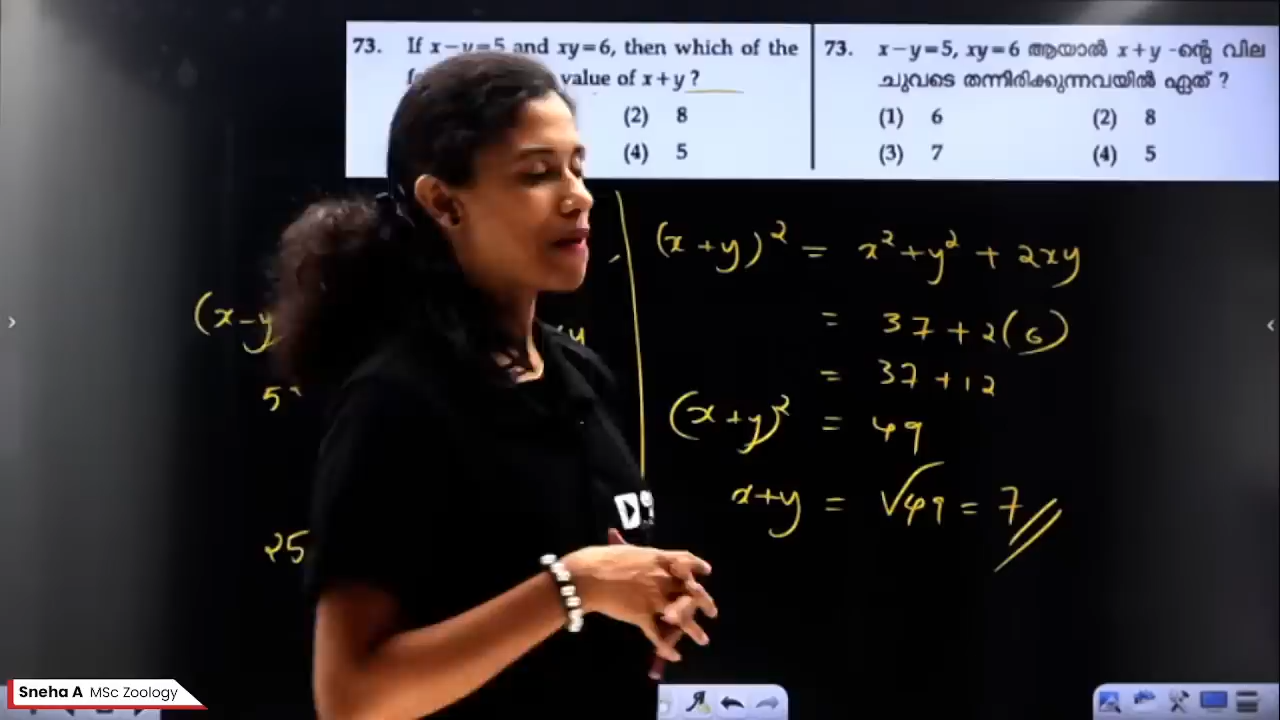 73. If x−y=5 and xy=6, then which of the
value of x+y?
(2) 8
(4) 5
73. x−y=5, xy=6 ആയാൽ x+y -ന്റെ വില
ചുവടെ തന്നിരിക്കുന്നവയിൽ ഏത് ?
(1) 6 (2) 8
(3) 7 (4) 5
(x-y
5²
25
(x+y)² = x²+y² + 2xy
= 37 + 2(6)
= 37 + 12
(x+y)² = 49
x+y = √49 = 7
Sneha A MSc Zoology